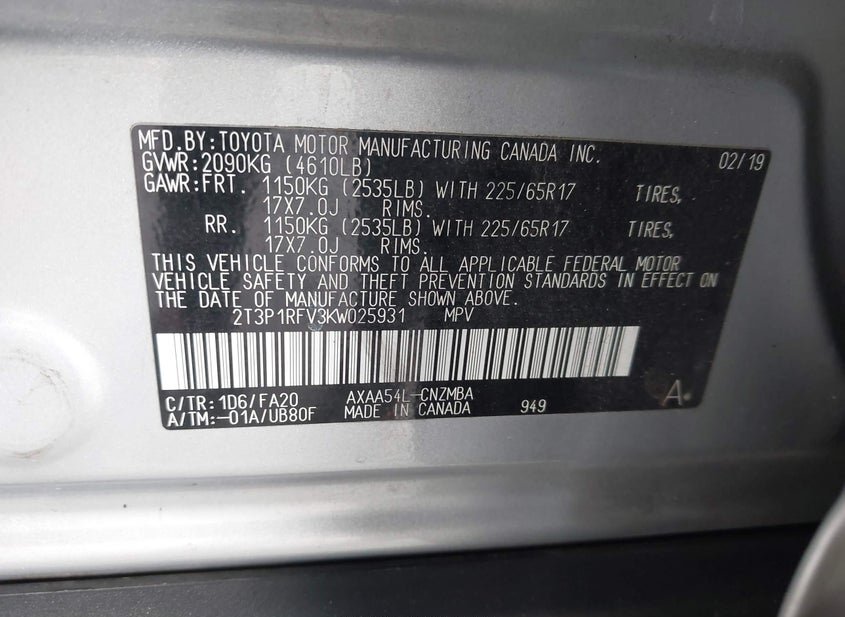 MFD.BY:TOYOTA MOTOR MANUFACTURING CANADA INC. 02/19
GVWR:2090KG (4610LB)
GAWR:FRT. 1150KG (2535LB) WITH 225/65R17 TIRES,
17X7.0J RIMS.
RR. 1150KG (2535LB) WITH 225/65R17 TIRES,
17X7.0J RIMS.
THIS VEHICLE CONFORMS TO ALL APPLICABLE FEDERAL MOTOR
VEHICLE SAFETY AND THEFT PREVENTION STANDARDS IN EFFECT ON
THE DATE OF MANUFACTURE SHOWN ABOVE.
2T3P1RFV3KW025931 MPV
C/TR:1D6/FA20 AXAA54L-CNZMBA
A/TM:-01A/UB80F MADE IN CANADA 949 A